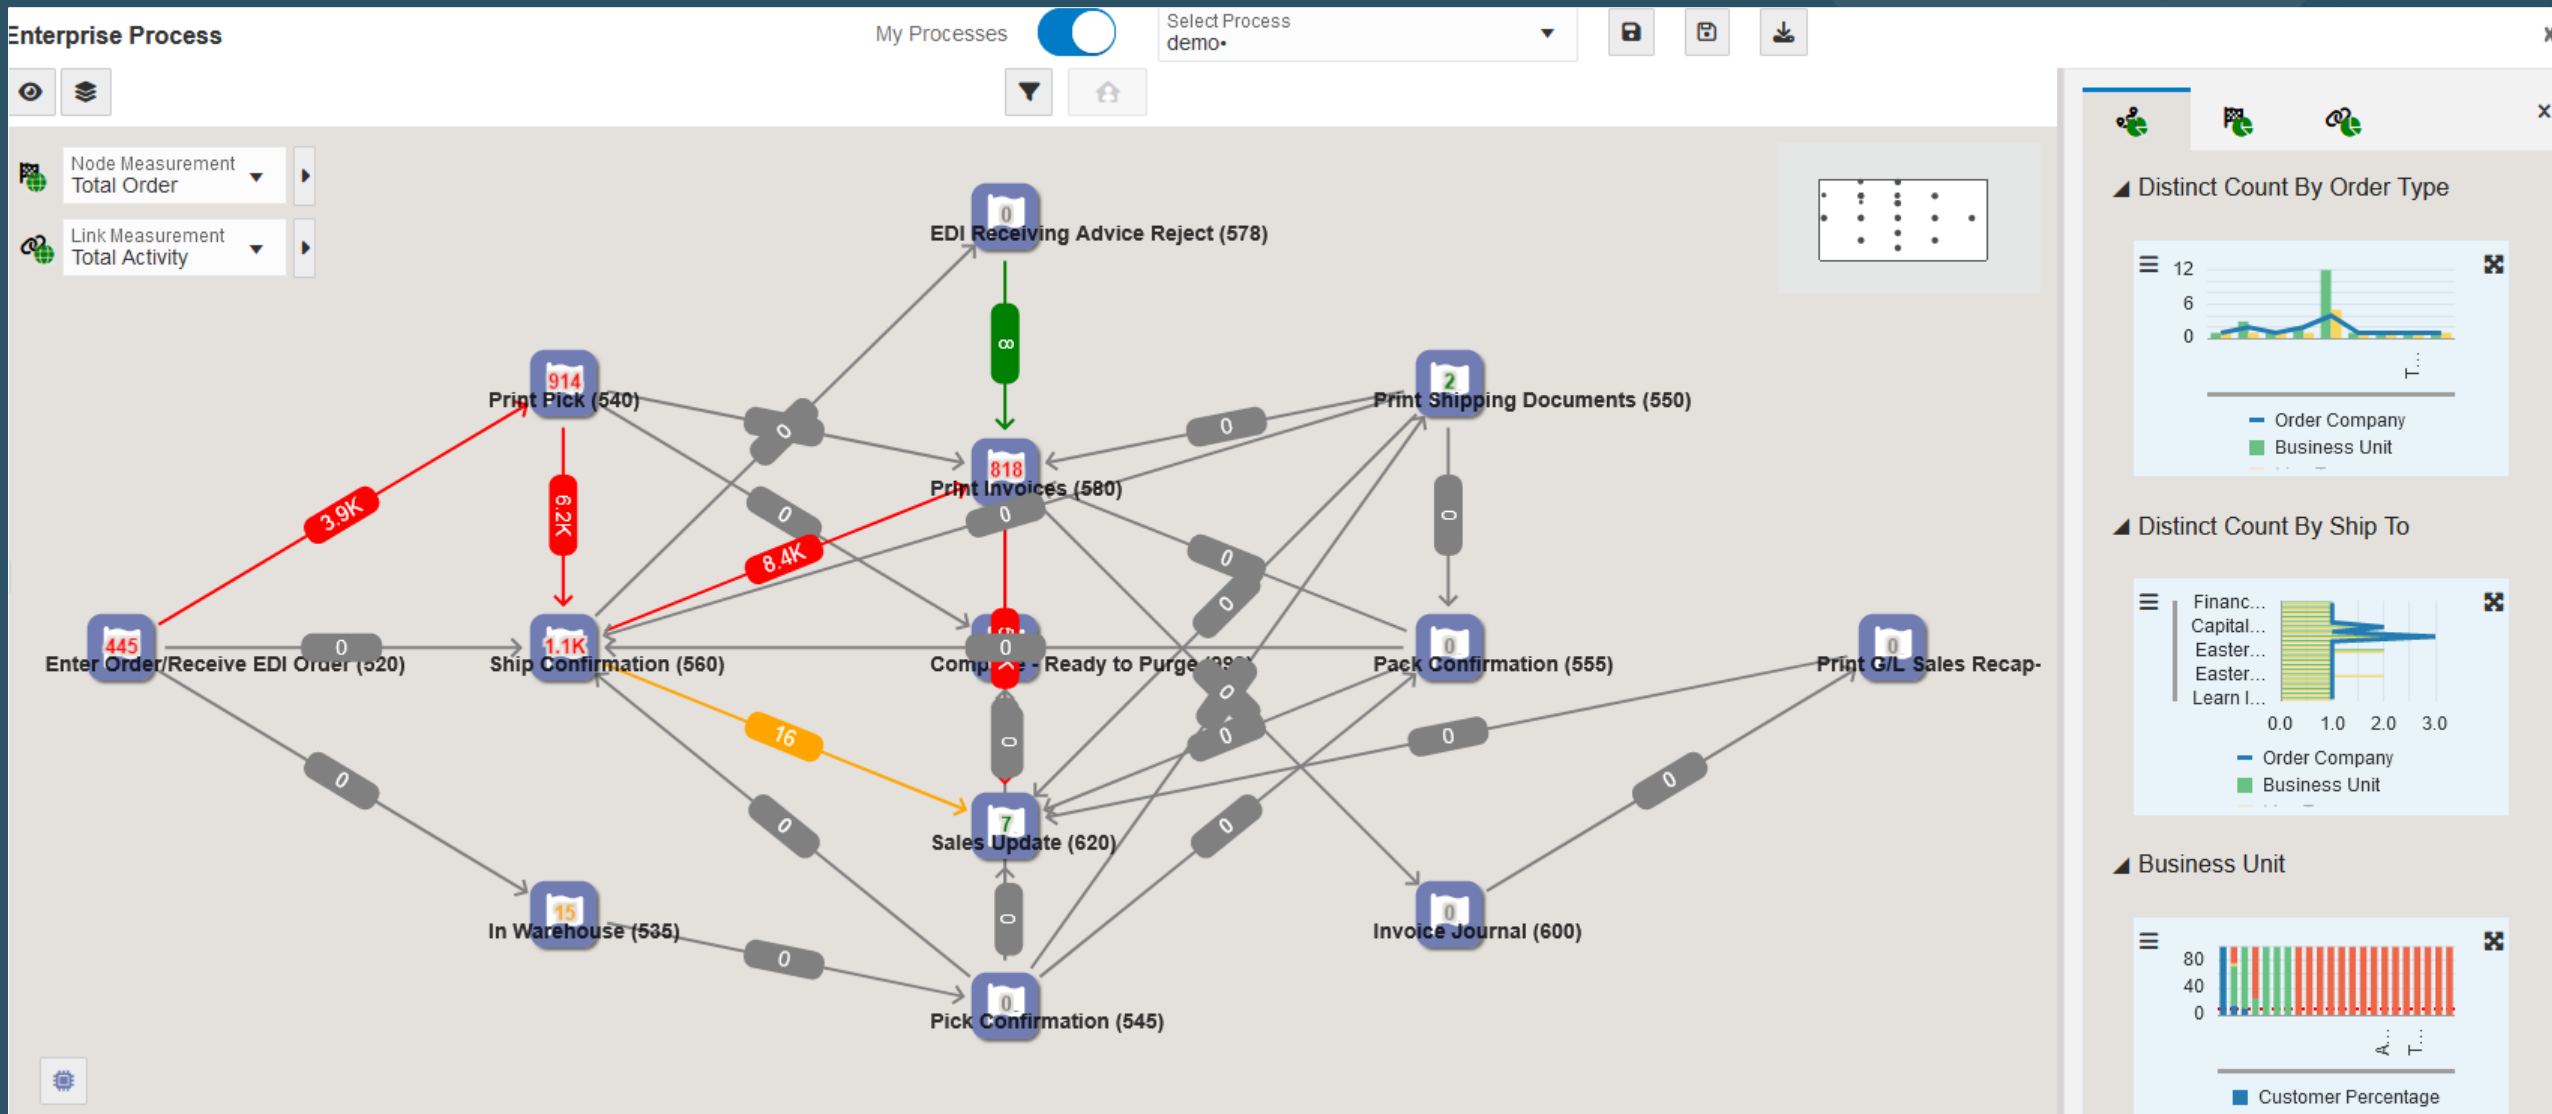 Enterprise Process
My Processes
Select Process
demo•
Node Measurement
Total Order
Link Measurement
Total Activity
0
EDI Receiving Advice Reject (578)
8
914
Print Pick (540)
2
Print Shipping Documents (550)
0
0
818
Print Invoices (580)
3.9K
6.2K
0
0
0
8.4K
0
0
445
Enter Order/Receive EDI Order (520)
0
1.1K
Ship Confirmation (560)
0
0
Pack Confirmation (555)
0
Print G/L Sales Recap-
0
16
0
0
0
0
0
0
0
7
Sales Update (620)
0
0
15
In Warehouse (535)
0
0
Invoice Journal (600)
0
0
Pick Confirmation (545)
Distinct Count By Order Type
12
6
0
T...
Order Company
Business Unit
Distinct Count By Ship To
Financ...
Capital...
Easter...
Easter...
Learn I...
0.0 1.0 2.0 3.0
Order Company
Business Unit
Business Unit
80
40
0
A... T...
Customer Percentage